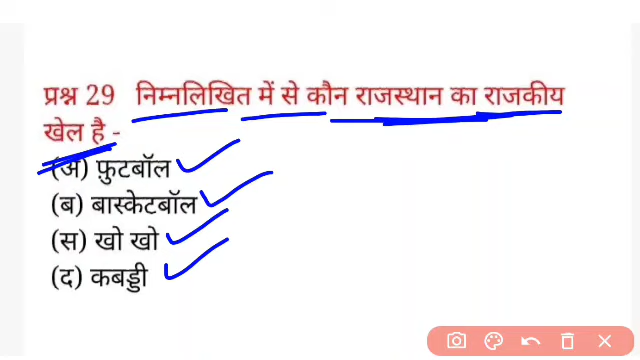 प्रश्न 29 निम्नलिखित में से कौन राजस्थान का राजकीय
खेल है -
(अ) फ़ुटबॉल
(ब) बास्केटबॉल
(स) खो खो
(द) कबड्डी